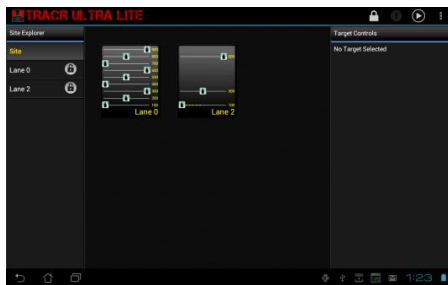 TRACR ULTRA LITE
Site Explorer
Site
Lane 0
Lane 2
Lane 0
Lane 2
Target Controls
No Target Selected
1:23